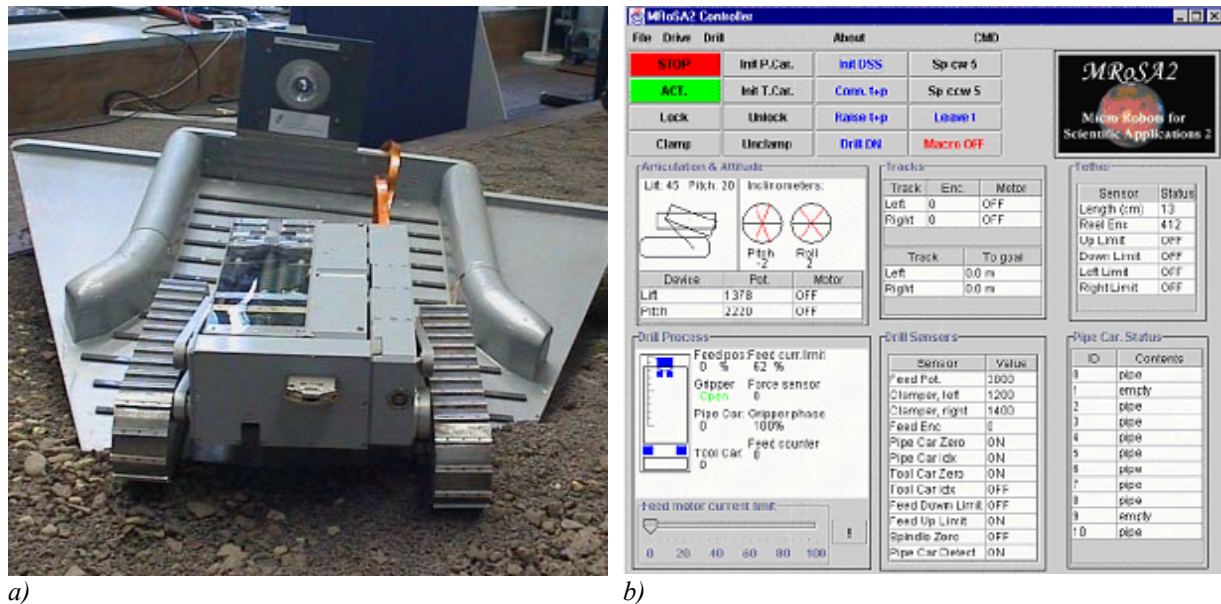 MRoSA2 Controller
File Drive Drill About CMD
STOP Init P.Car. Init DSS Sp cw 5
ACT. Init T.Car. Conn. t+p Sp ccw 5
Lock Unlock Raise t+p Leave t
Clamp Unclamp Drill ON Macro OFF
MRoSA2
Micro Robots for
Scientific Applications 2
Articulation & Attitude
Lift: 45 Pitch: 20 Inclinometers:
Pitch Roll
-2 2
Device Pot. Motor
Lift 1378 OFF
Pitch 2220 OFF
Tracks
Track Enc. Motor
Left 0 OFF
Right 0 OFF
Track To goal
Left 0.0 m
Right 0.0 m
Tether
Sensor Status
Length (cm) 13
Reel Enc 412
Up Limit OFF
Down Limit OFF
Left Limit OFF
Right Limit OFF
Drill Process
Feed pos: Feed curr.limit
0 % 62 %
Gripper Force sensor
Open 0
Pipe Car: Gripper phase
0 100%
Tool Car. Feed counter
0 0
Feed motor current limit
0 20 40 60 80 100
!
Drill Sensors
Sensor Value
Feed Pot. 3800
Clamper, left 1200
Clamper, right 1400
Feed Enc 0
Pipe Car Zero ON
Pipe Car Idx ON
Tool Car Zero ON
Tool Car Idx OFF
Feed Down Limit OFF
Feed Up Limit ON
Spindle Zero OFF
Pipe Car Detect ON
Pipe Car. Status
ID Contents
0 pipe
1 empty
2 pipe
3 pipe
4 pipe
5 pipe
6 pipe
7 pipe
8 pipe
9 empty
10 pipe
a) b)